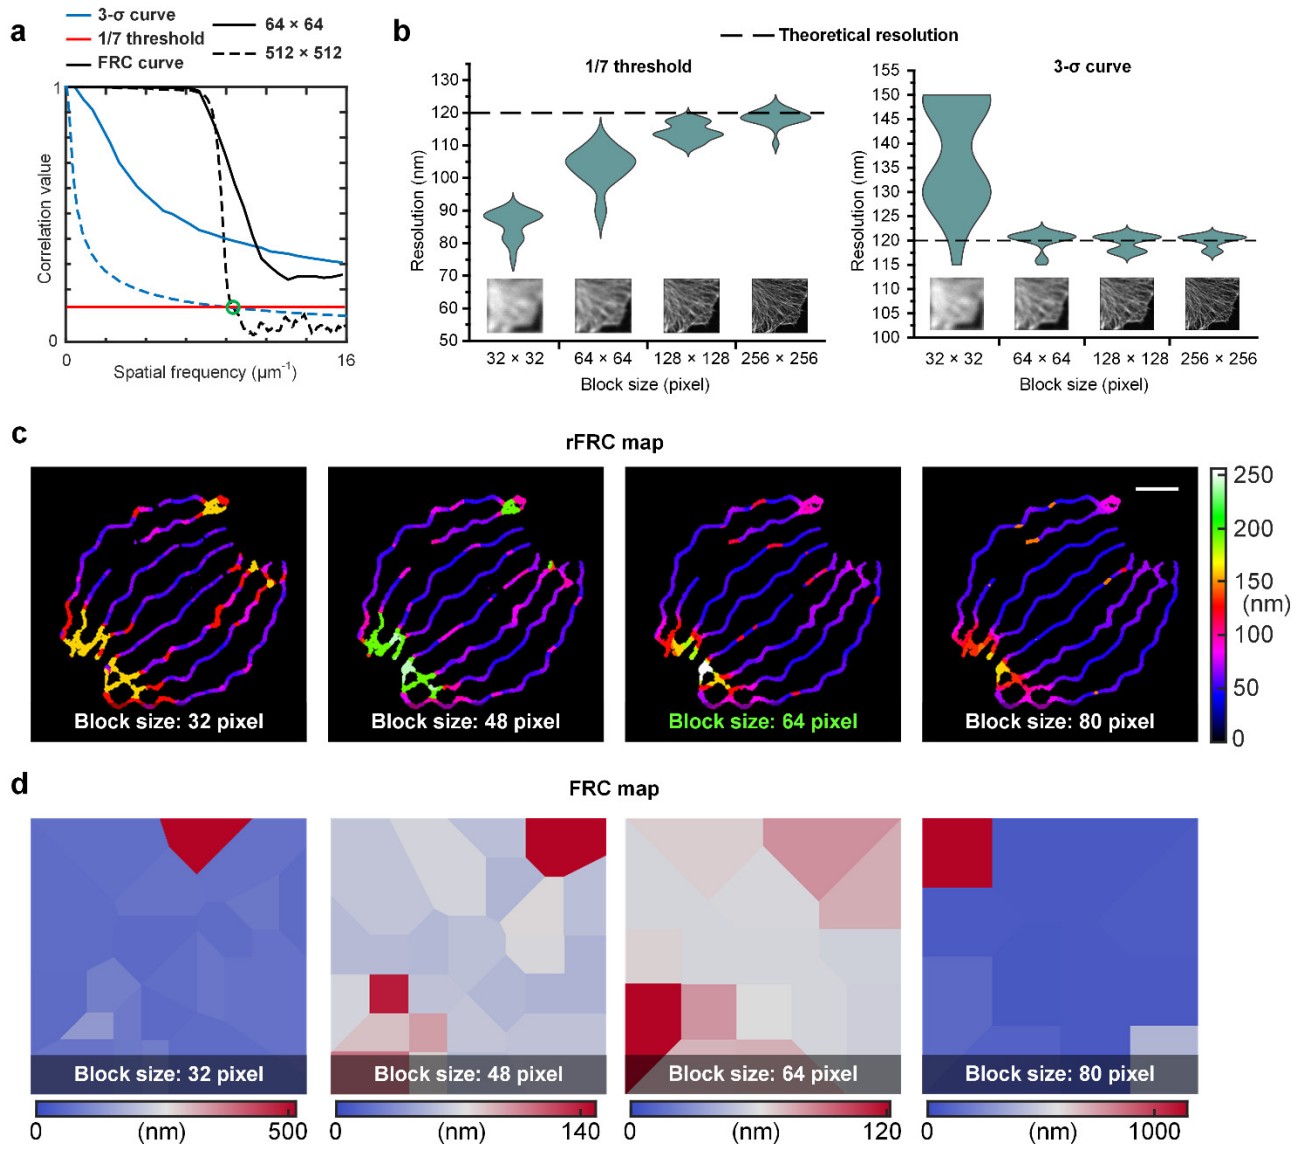 a
3-σ curve
1/7 threshold
FRC curve
64 × 64
512 × 512
1
0
Correlation value
0
16
Spatial frequency (µm⁻¹)
b
Theoretical resolution
1/7 threshold
130
120
110
100
90
80
70
60
50
Resolution (nm)
32 × 32
64 × 64
128 × 128
256 × 256
Block size (pixel)
3-σ curve
155
150
145
140
135
130
125
120
115
110
105
100
Resolution (nm)
32 × 32
64 × 64
128 × 128
256 × 256
Block size (pixel)
c
rFRC map
Block size: 32 pixel
Block size: 48 pixel
Block size: 64 pixel
Block size: 80 pixel
250
200
150
(nm)
100
50
0
d
FRC map
Block size: 32 pixel
Block size: 48 pixel
Block size: 64 pixel
Block size: 80 pixel
0
(nm)
500
0
(nm)
140
0
(nm)
120
0
(nm)
1000